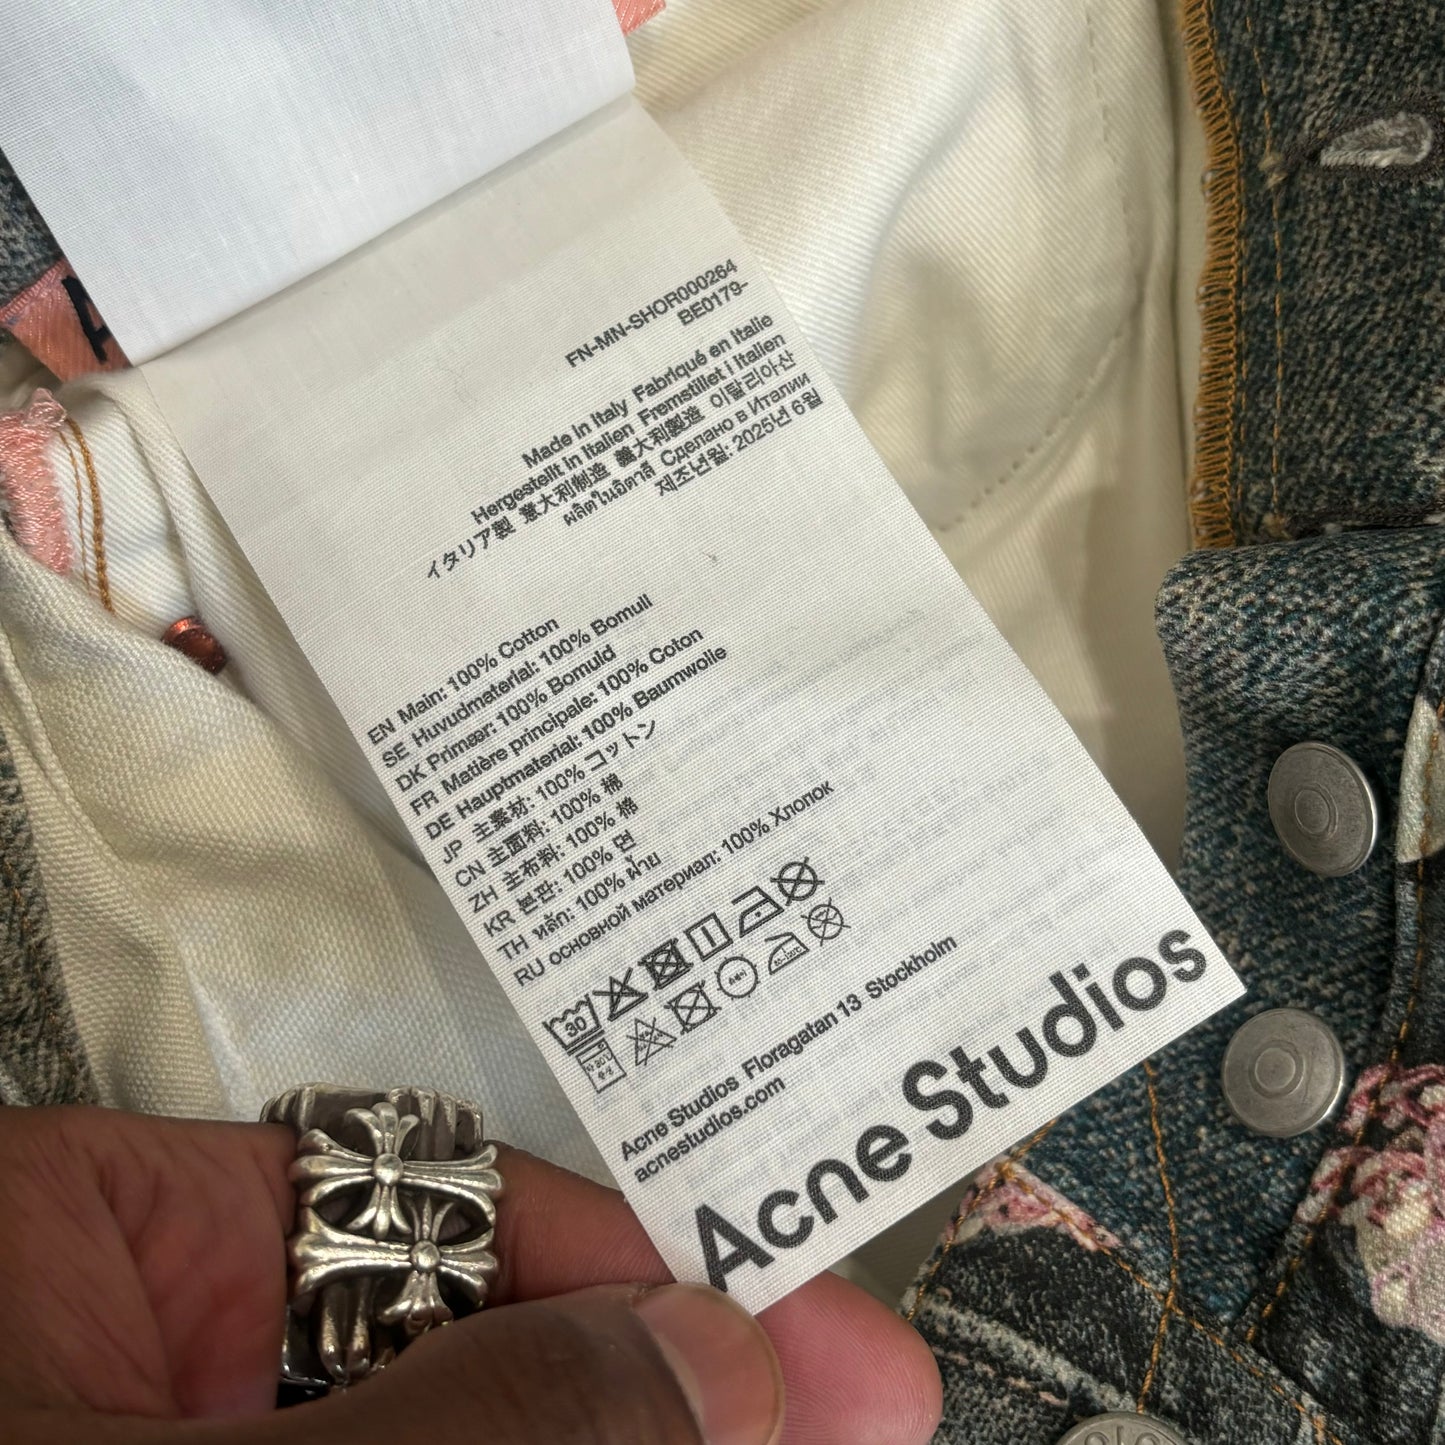 FN-MN-SHOR000264
BE0179-
Made in Italy Fabriqué en Italie
Hergestellt in Italien Fremstillet i Italien
イタリア製 意大利制造 義大利製造 이탈리아산
ผลิตในอิตาลี Сделано в Италии
제조년월: 2025년 6월
EN Main: 100% Cotton
SE Huvudmaterial: 100% Bomull
DK Primær: 100% Bomuld
FR Matière principale: 100% Coton
DE Hauptmaterial: 100% Baumwolle
JP 主素材: 100% コットン
CN 主面料: 100% 棉
ZH 主布料: 100% 棉
KR 본판: 100% 면
TH หลัก: 100% ฝ้าย
RU основной материал: 100% Хлопок
30
Acne Studios Floragatan 13 Stockholm
acnestudios.com
Acne Studios